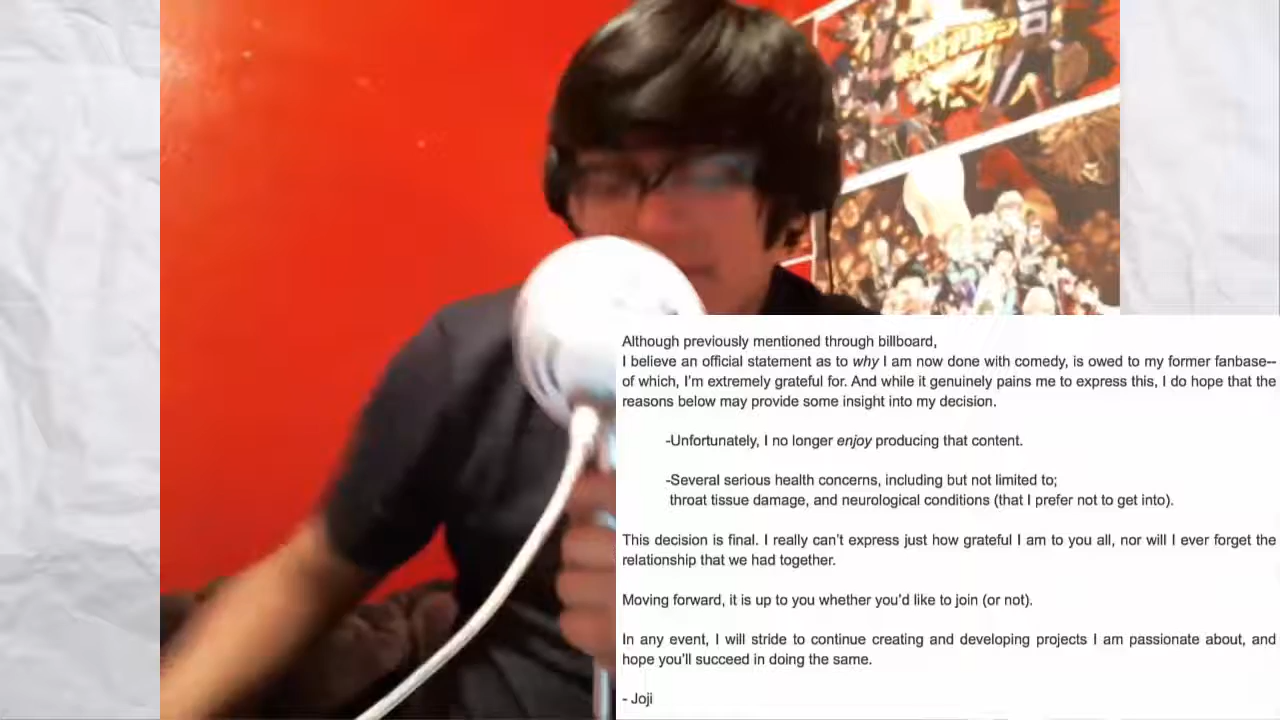 Although previously mentioned through billboard,
I believe an official statement as to why I am now done with comedy, is owed to my former fanbase--
of which, I'm extremely grateful for. And while it genuinely pains me to express this, I do hope that the
reasons below may provide some insight into my decision.
-Unfortunately, I no longer enjoy producing that content.
-Several serious health concerns, including but not limited to;
throat tissue damage, and neurological conditions (that I prefer not to get into).
This decision is final. I really can't express just how grateful I am to you all, nor will I ever forget the
relationship that we had together.
Moving forward, it is up to you whether you'd like to join (or not).
In any event, I will stride to continue creating and developing projects I am passionate about, and
hope you'll succeed in doing the same.
- Joji